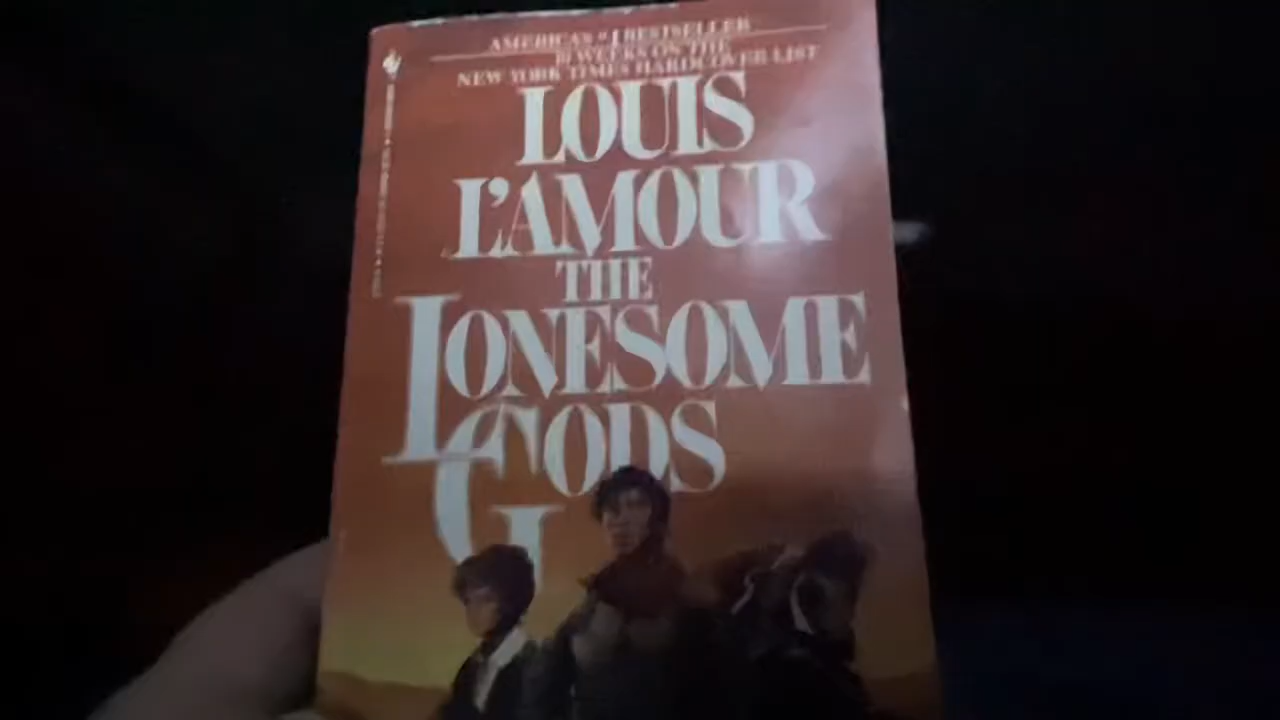 AMERICA'S #1 BESTSELLER
WEEKS ON THE
NEW YORK TIMES HARDCOVER LIST
LOUIS
L'AMOUR
THE
LONESOME
GODS